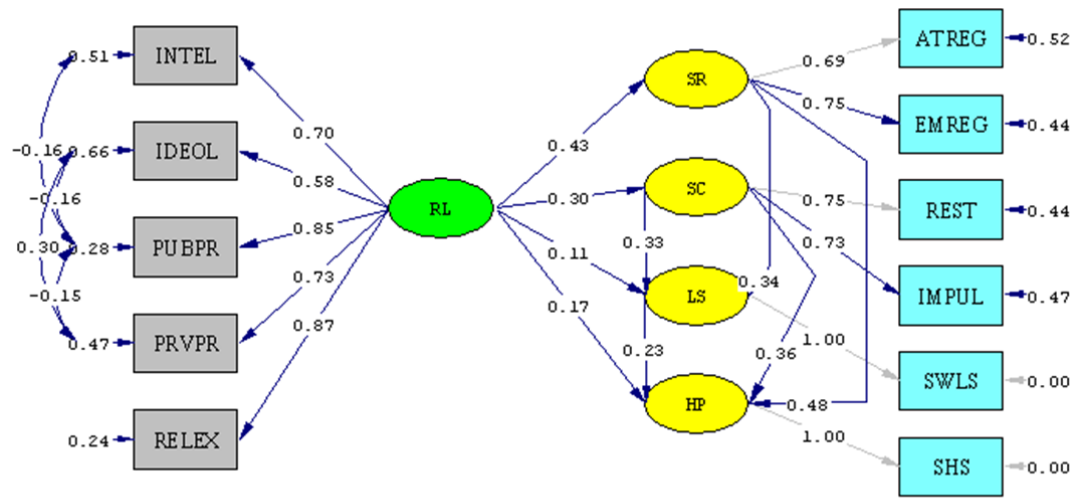 0.51
INTEL
-0.16
0.66
IDEOL
-0.16
0.30
0.28
PUBPR
-0.15
0.47
PRVPR
0.24
RELEX
0.70
0.58
0.85
0.73
0.87
RL
0.43
0.30
0.11
0.17
SR
SC
0.33
LS
0.23
HP
0.69
0.75
0.75
0.73
0.34
1.00
0.36
0.48
1.00
ATREG
0.52
EMREG
0.44
REST
0.44
IMPUL
0.47
SWLS
0.00
SHS
0.00